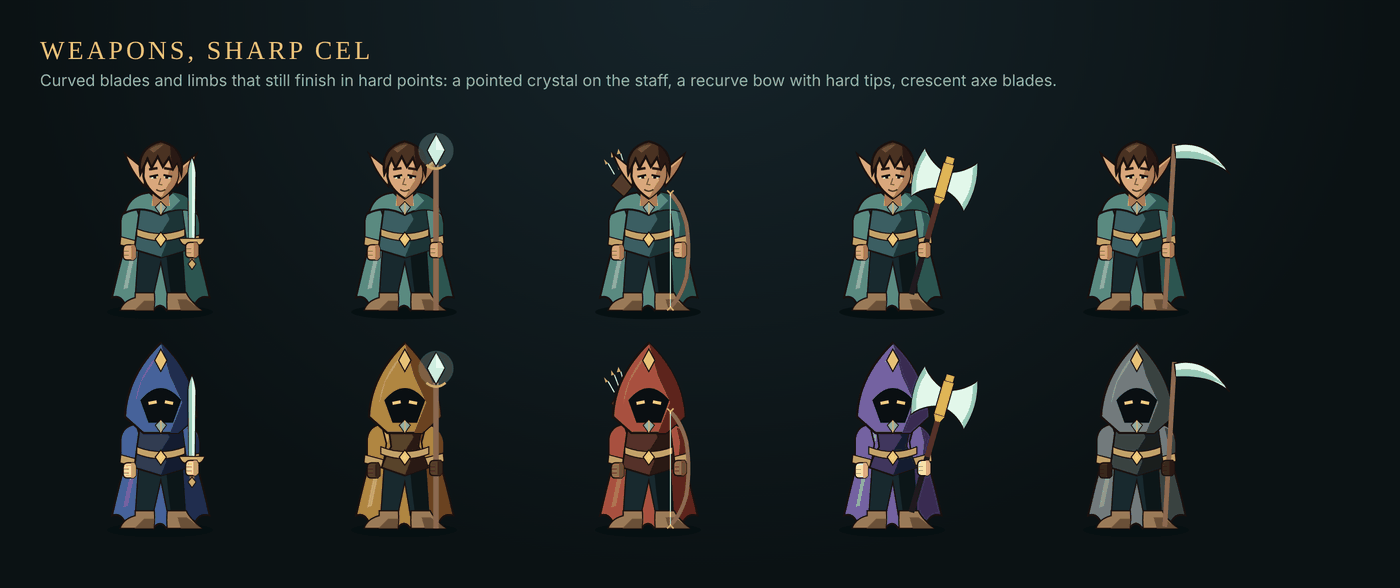 WEAPONS, SHARP CEL
Curved blades and limbs that still finish in hard points: a pointed crystal on the staff, a recurve bow with hard tips, crescent axe blades.